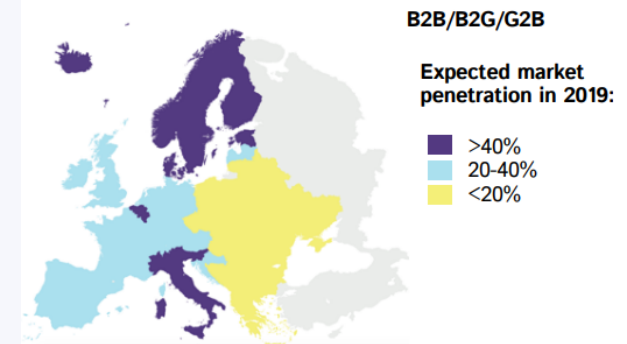 B2B/B2G/G2B
Expected market
penetration in 2019:
>40%
20-40%
<20%